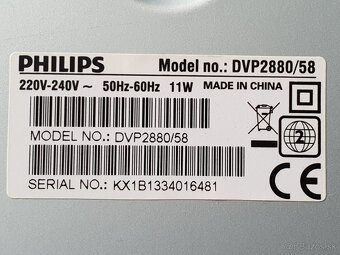 PHILIPS Model no.: DVP2880/58
220V-240V ~ 50Hz-60Hz 11W MADE IN CHINA
MODEL NO.: DVP2880/58
2
SERIAL NO.: KX1B1334016481